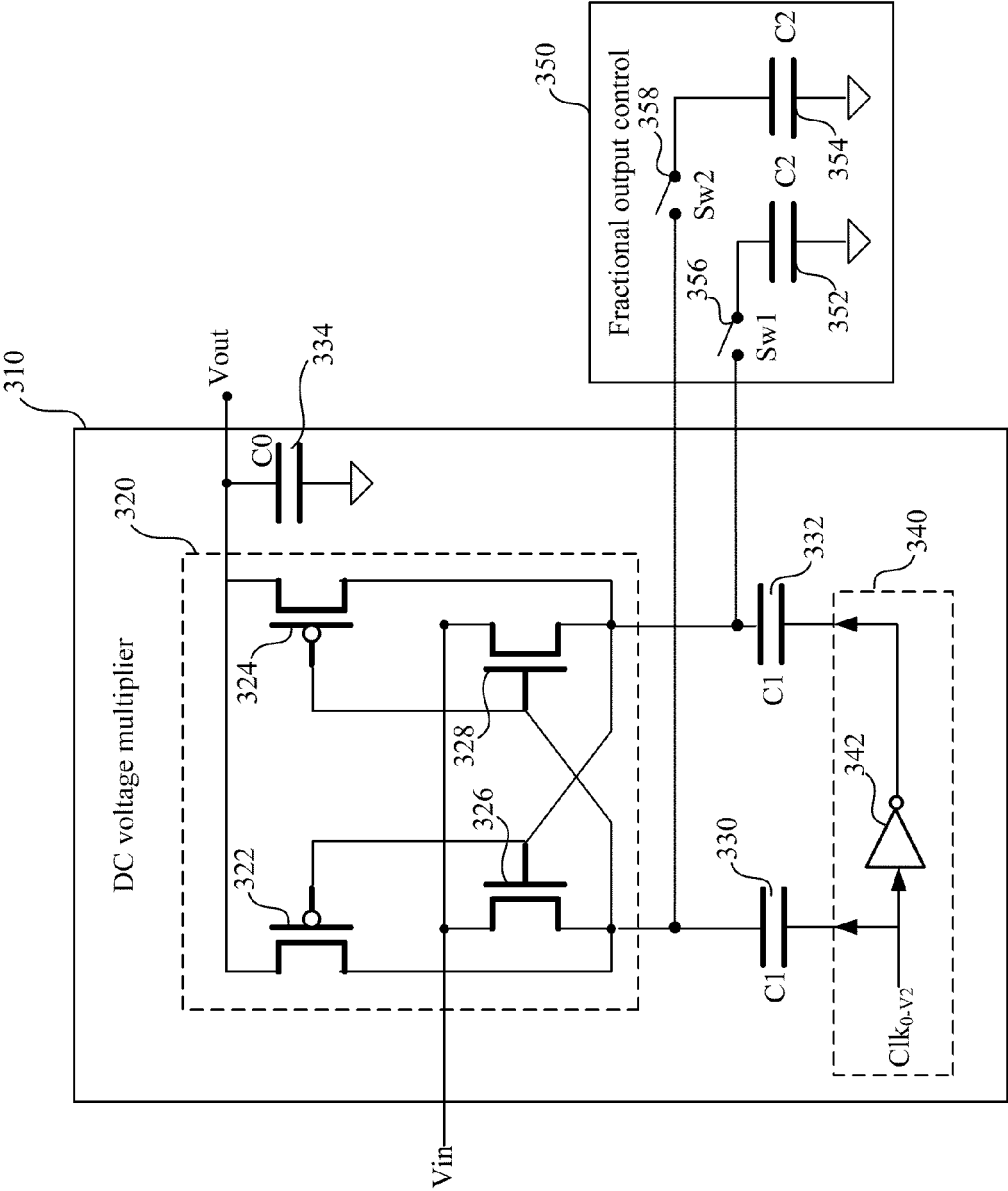 310
DC voltage multiplier
320
322
324
326
328
Vin
Vout
C0
334
C1
330
C1
332
340
342
Clk0-V2
350
Fractional output control
358
Sw2
356
Sw1
C2
352
C2
354